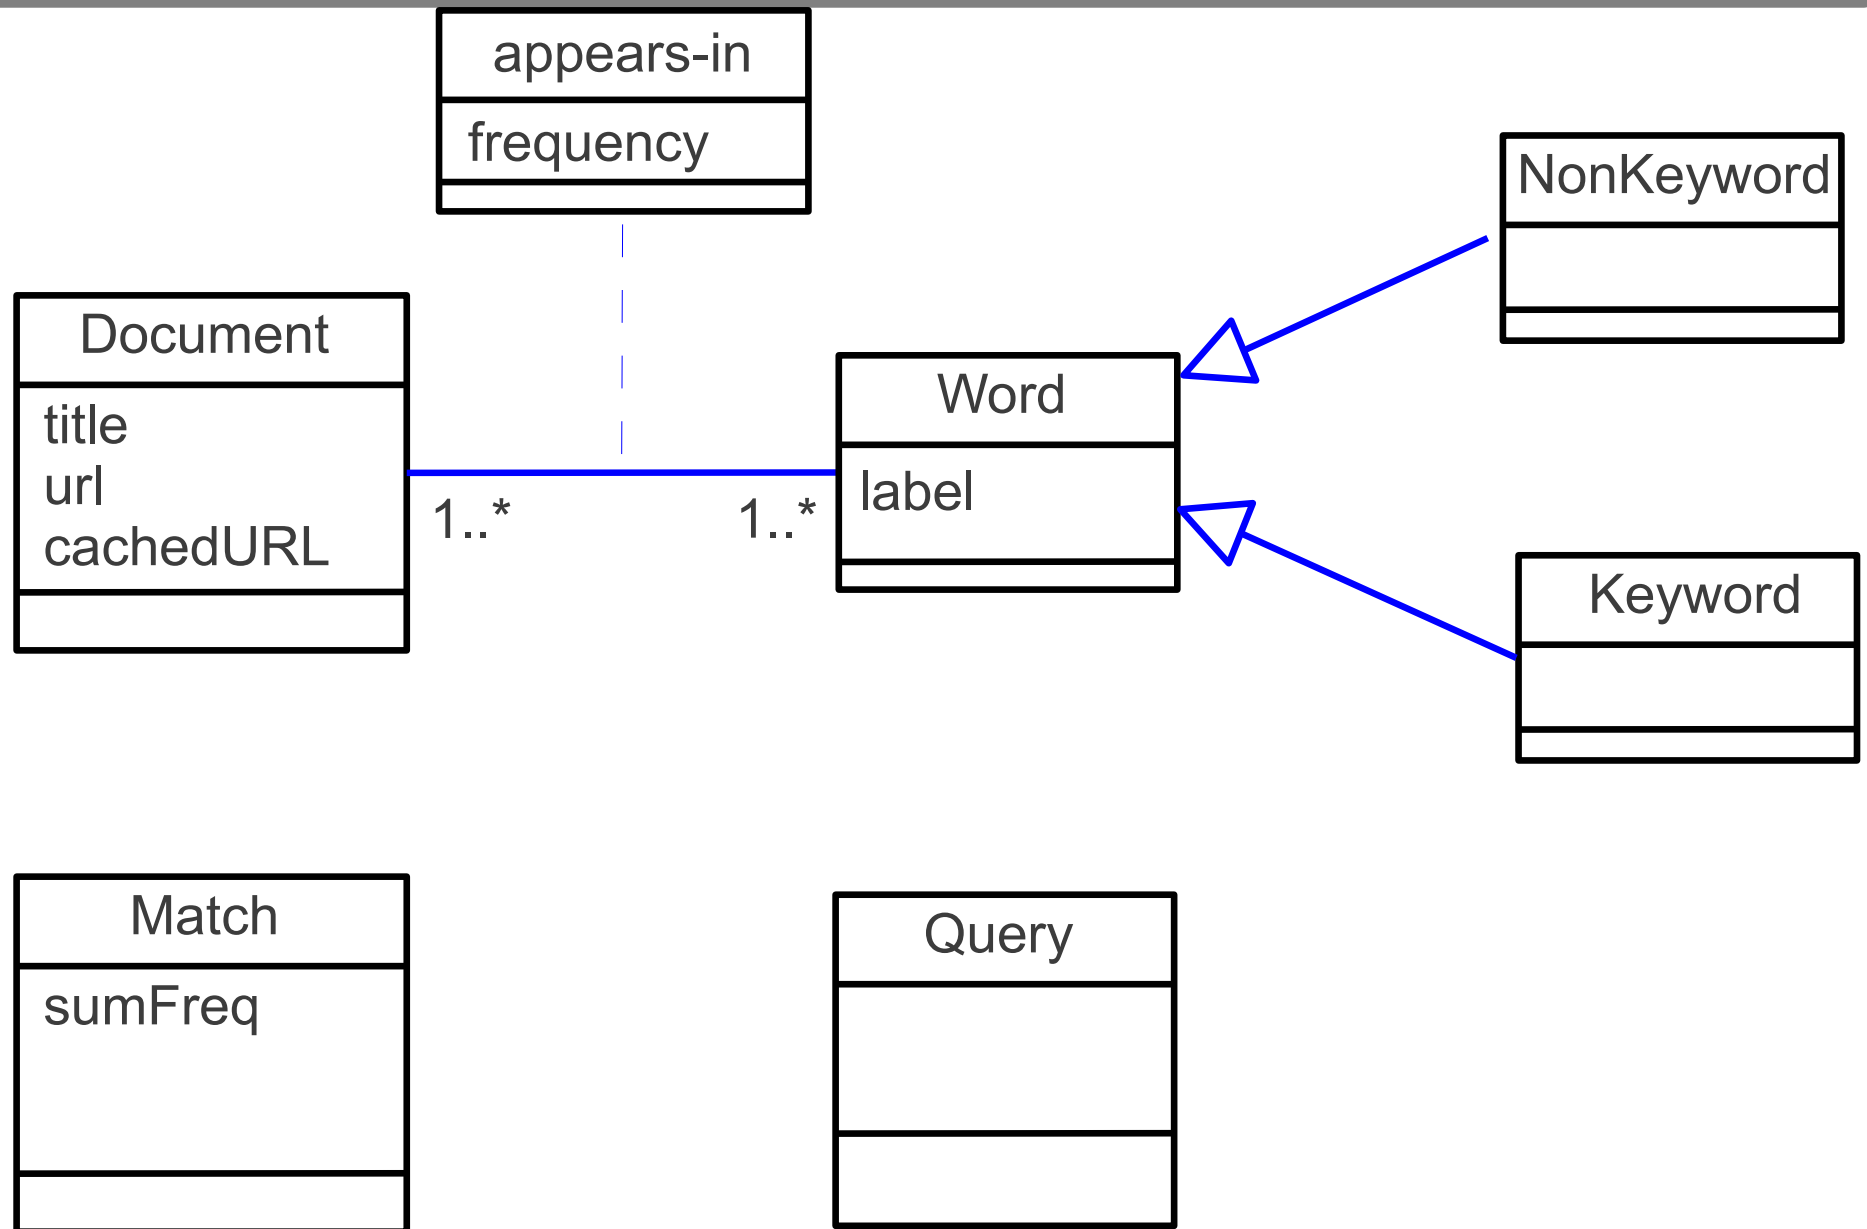 appears-in
frequency
NonKeyword
Document
title
url
cachedURL
1..*
1..*
Word
label
Keyword
Match
sumFreq
Query